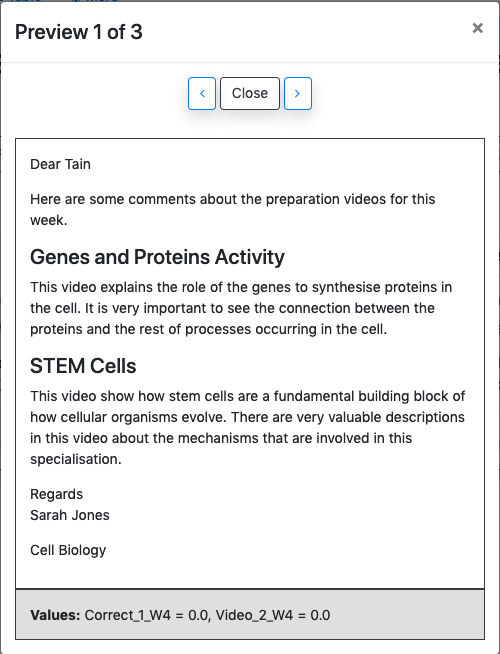 Preview 1 of 3
×
‹ Close ›
Dear Tain
Here are some comments about the preparation videos for this
week.
Genes and Proteins Activity
This video explains the role of the genes to synthesise proteins in
the cell. It is very important to see the connection between the
proteins and the rest of processes occurring in the cell.
STEM Cells
This video show how stem cells are a fundamental building block of
how cellular organisms evolve. There are very valuable descriptions
in this video about the mechanisms that are involved in this
specialisation.
Regards
Sarah Jones
Cell Biology
Values: Correct_1_W4 = 0.0, Video_2_W4 = 0.0